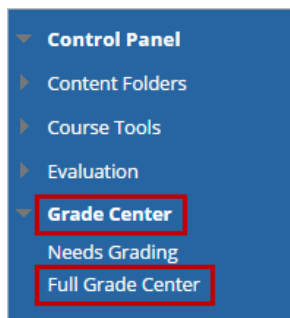 Control Panel
Content Folders
Course Tools
Evaluation
Grade Center
Needs Grading
Full Grade Center